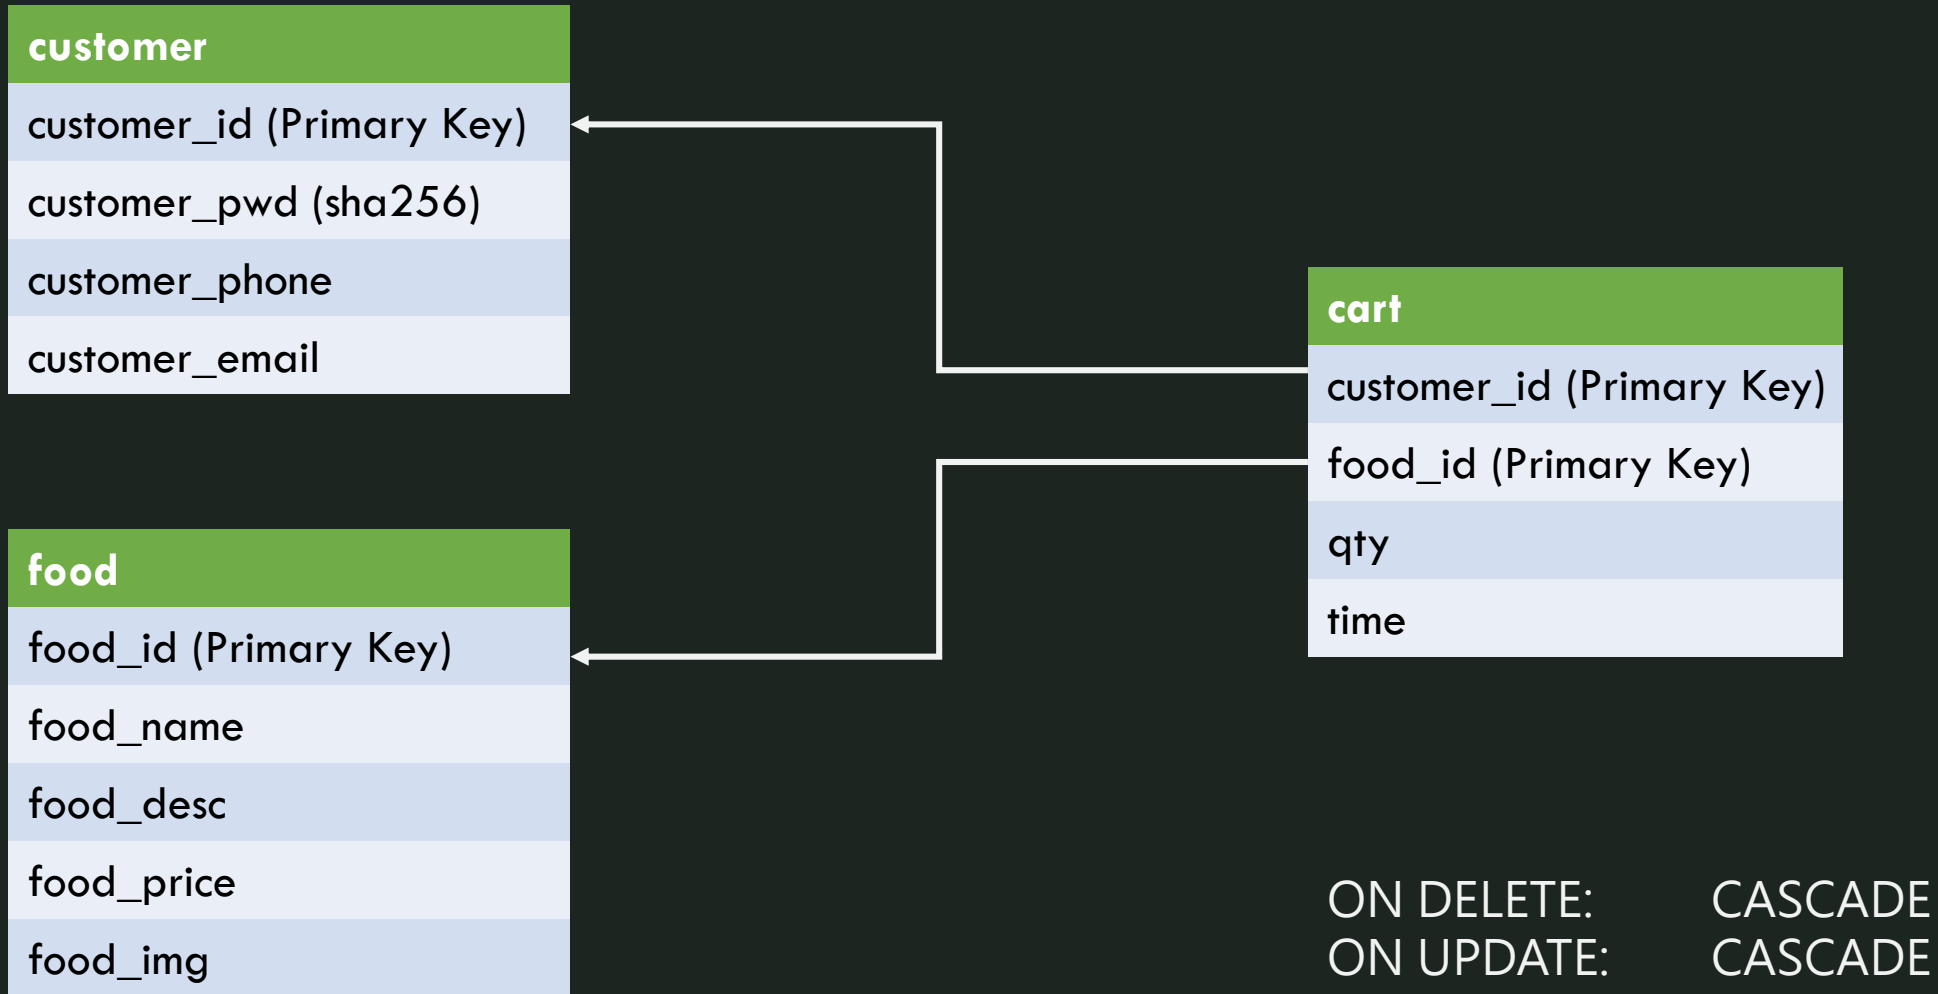 customer
customer_id (Primary Key)
customer_pwd (sha256)
customer_phone
customer_email
food
food_id (Primary Key)
food_name
food_desc
food_price
food_img
cart
customer_id (Primary Key)
food_id (Primary Key)
qty
time
ON DELETE: CASCADE
ON UPDATE: CASCADE